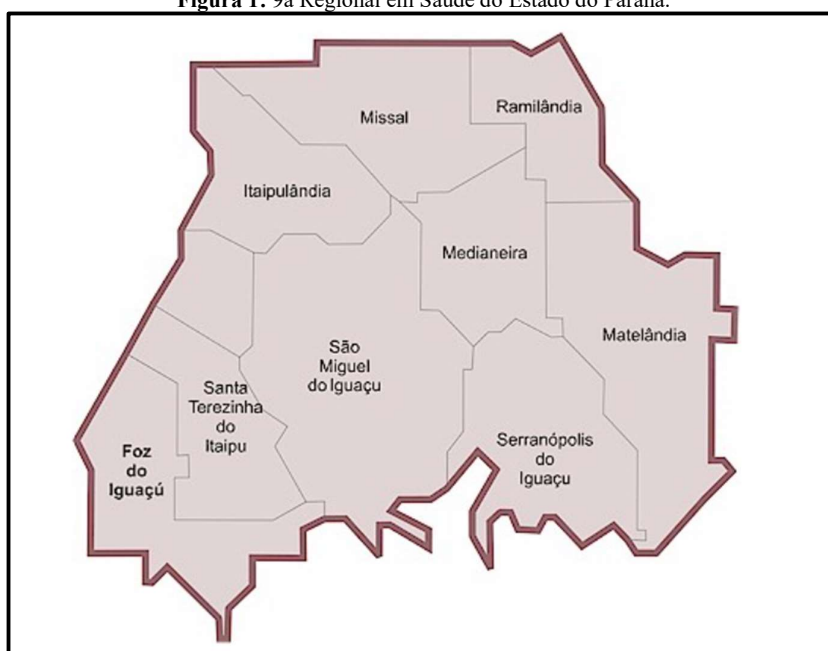 Figura 1. 9a Regional em Saúde do Estado do Paraná.
Missal
Ramilândia
Itaipulândia
Medianeira
Matelândia
São
Miguel
do Iguaçu
Santa
Terezinha
do
Itaipu
Foz
do
Iguaçú
Serranópolis
do
Iguaçu